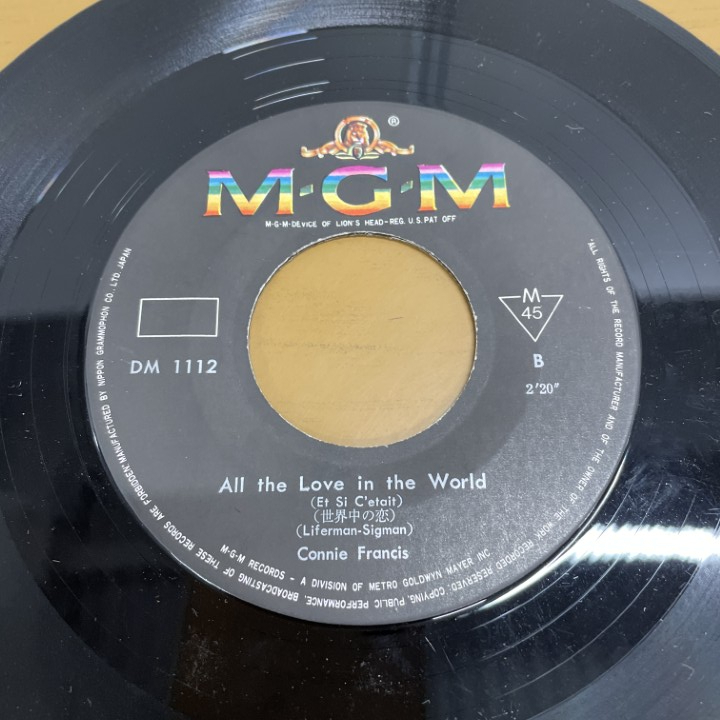 ®
M-G-M
M-G-M-DEVICE OF LION'S HEAD-REG. U.S. PAT OFF
DM 1112
M
45
B
2′20″
All the Love in the World
(Et Si C'etait)
(世界中の恋)
(Liferman-Sigman)
Connie Francis
M-G-M RECORDS – A DIVISION OF METRO GOLDWYN MAYER INC
"ALL RIGHTS OF THE RECORD MANUFACTURER AND OF THE OWNER OF THE WORK RECORDED RESERVED. COPYING, PUBLIC PERFORMANCE, BROADCASTING OF THESE RECORDS ARE FORBIDDEN" MANUFACTURED BY NIPPON GRAMMOPHON CO., LTD. JAPAN